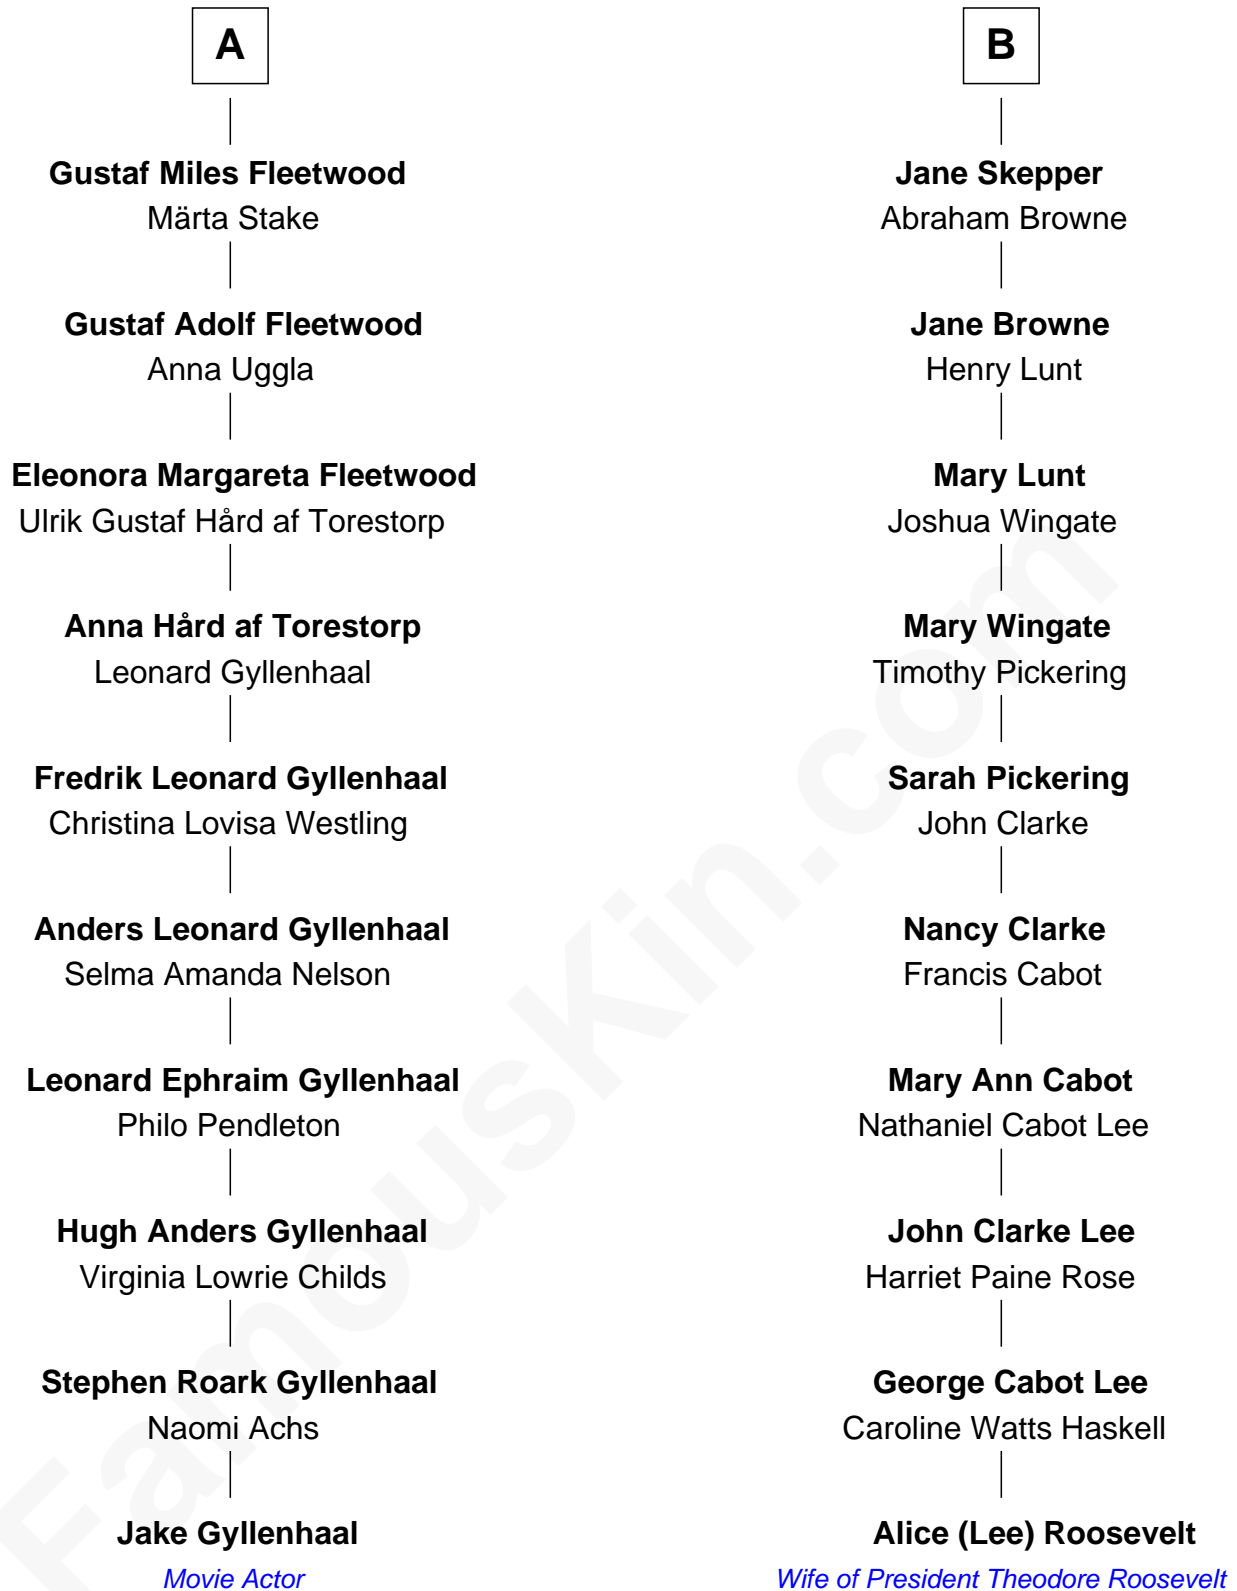 A
Gustaf Miles Fleetwood
Märta Stake
Gustaf Adolf Fleetwood
Anna Uggla
Eleonora Margareta Fleetwood
Ulrik Gustaf Hård af Torestorp
Anna Hård af Torestorp
Leonard Gyllenhaal
Fredrik Leonard Gyllenhaal
Christina Lovisa Westling
Anders Leonard Gyllenhaal
Selma Amanda Nelson
Leonard Ephraim Gyllenhaal
Philo Pendleton
Hugh Anders Gyllenhaal
Virginia Lowrie Childs
Stephen Roark Gyllenhaal
Naomi Achs
Jake Gyllenhaal
Movie Actor
B
Jane Skepper
Abraham Browne
Jane Browne
Henry Lunt
Mary Lunt
Joshua Wingate
Mary Wingate
Timothy Pickering
Sarah Pickering
John Clarke
Nancy Clarke
Francis Cabot
Mary Ann Cabot
Nathaniel Cabot Lee
John Clarke Lee
Harriet Paine Rose
George Cabot Lee
Caroline Watts Haskell
Alice (Lee) Roosevelt
Wife of President Theodore Roosevelt
FamousKin.com